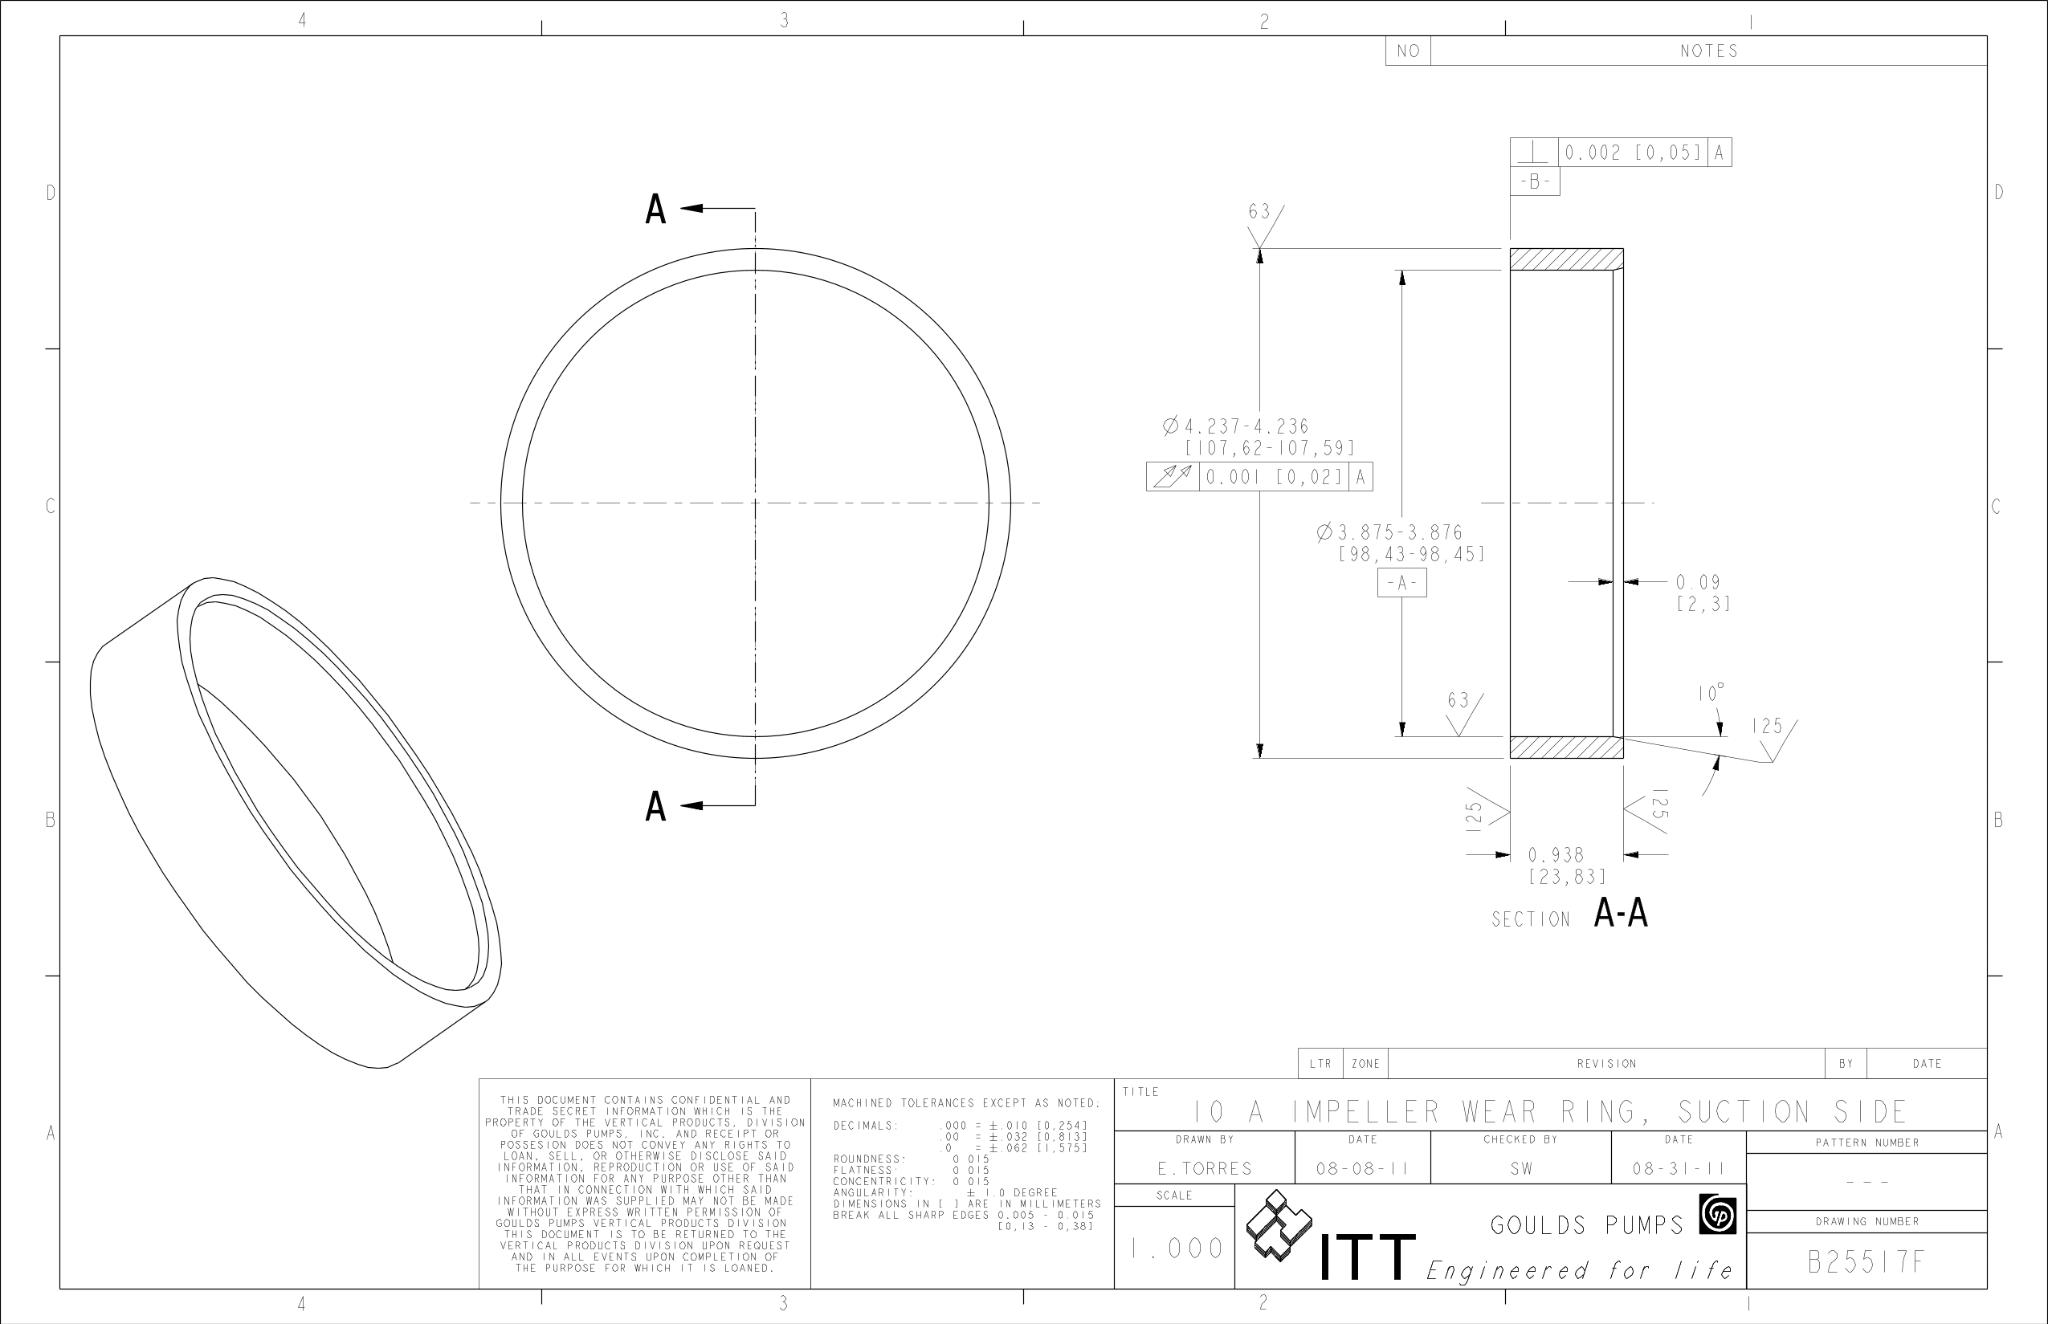 4 3 2 1
NO NOTES
⊥ 0.002 [0,05] A
-B-
D D
A
63
Ø4.237-4.236
[107,62-107,59]
0.001 [0,02] A
C C
Ø3.875-3.876
[98,43-98,45]
-A-
0.09
[2,3]
63
10°
125
A
125 125
B B
0.938
[23,83]
SECTION A-A
LTR ZONE REVISION BY DATE
A A
THIS DOCUMENT CONTAINS CONFIDENTIAL AND
TRADE SECRET INFORMATION WHICH IS THE
PROPERTY OF THE VERTICAL PRODUCTS, DIVISION
OF GOULDS PUMPS, INC, AND RECEIPT OR
POSSESION DOES NOT CONVEY ANY RIGHTS TO
LOAN, SELL, OR OTHERWISE DISCLOSE SAID
INFORMATION, REPRODUCTION OR USE OF SAID
INFORMATION FOR ANY PURPOSE OTHER THAN
THAT IN CONNECTION WITH WHICH SAID
INFORMATION WAS SUPPLIED MAY NOT BE MADE
WITHOUT EXPRESS WRITTEN PERMISSION OF
GOULDS PUMPS VERTICAL PRODUCTS DIVISION
THIS DOCUMENT IS TO BE RETURNED TO THE
VERTICAL PRODUCTS DIVISION UPON REQUEST
AND IN ALL EVENTS UPON COMPLETION OF
THE PURPOSE FOR WHICH IT IS LOANED.
MACHINED TOLERANCES EXCEPT AS NOTED:
DECIMALS: .000 = ±.010 [0,254]
.00 = ±.032 [0,813]
.0 = ±.062 [1,575]
ROUNDNESS: 0.015
FLATNESS: 0.015
CONCENTRICITY: 0.015
ANGULARITY: ± 1.0 DEGREE
DIMENSIONS IN [ ] ARE IN MILLIMETERS
BREAK ALL SHARP EDGES 0.005 - 0.015
[0,13 - 0,38]
TITLE
10 A IMPELLER WEAR RING, SUCTION SIDE
DRAWN BY DATE CHECKED BY DATE PATTERN NUMBER
E.TORRES 08-08-11 SW 08-31-11 ---
SCALE
1.000
ITT
GOULDS PUMPS
Engineered for life
DRAWING NUMBER
B25517F
4 3 2 1